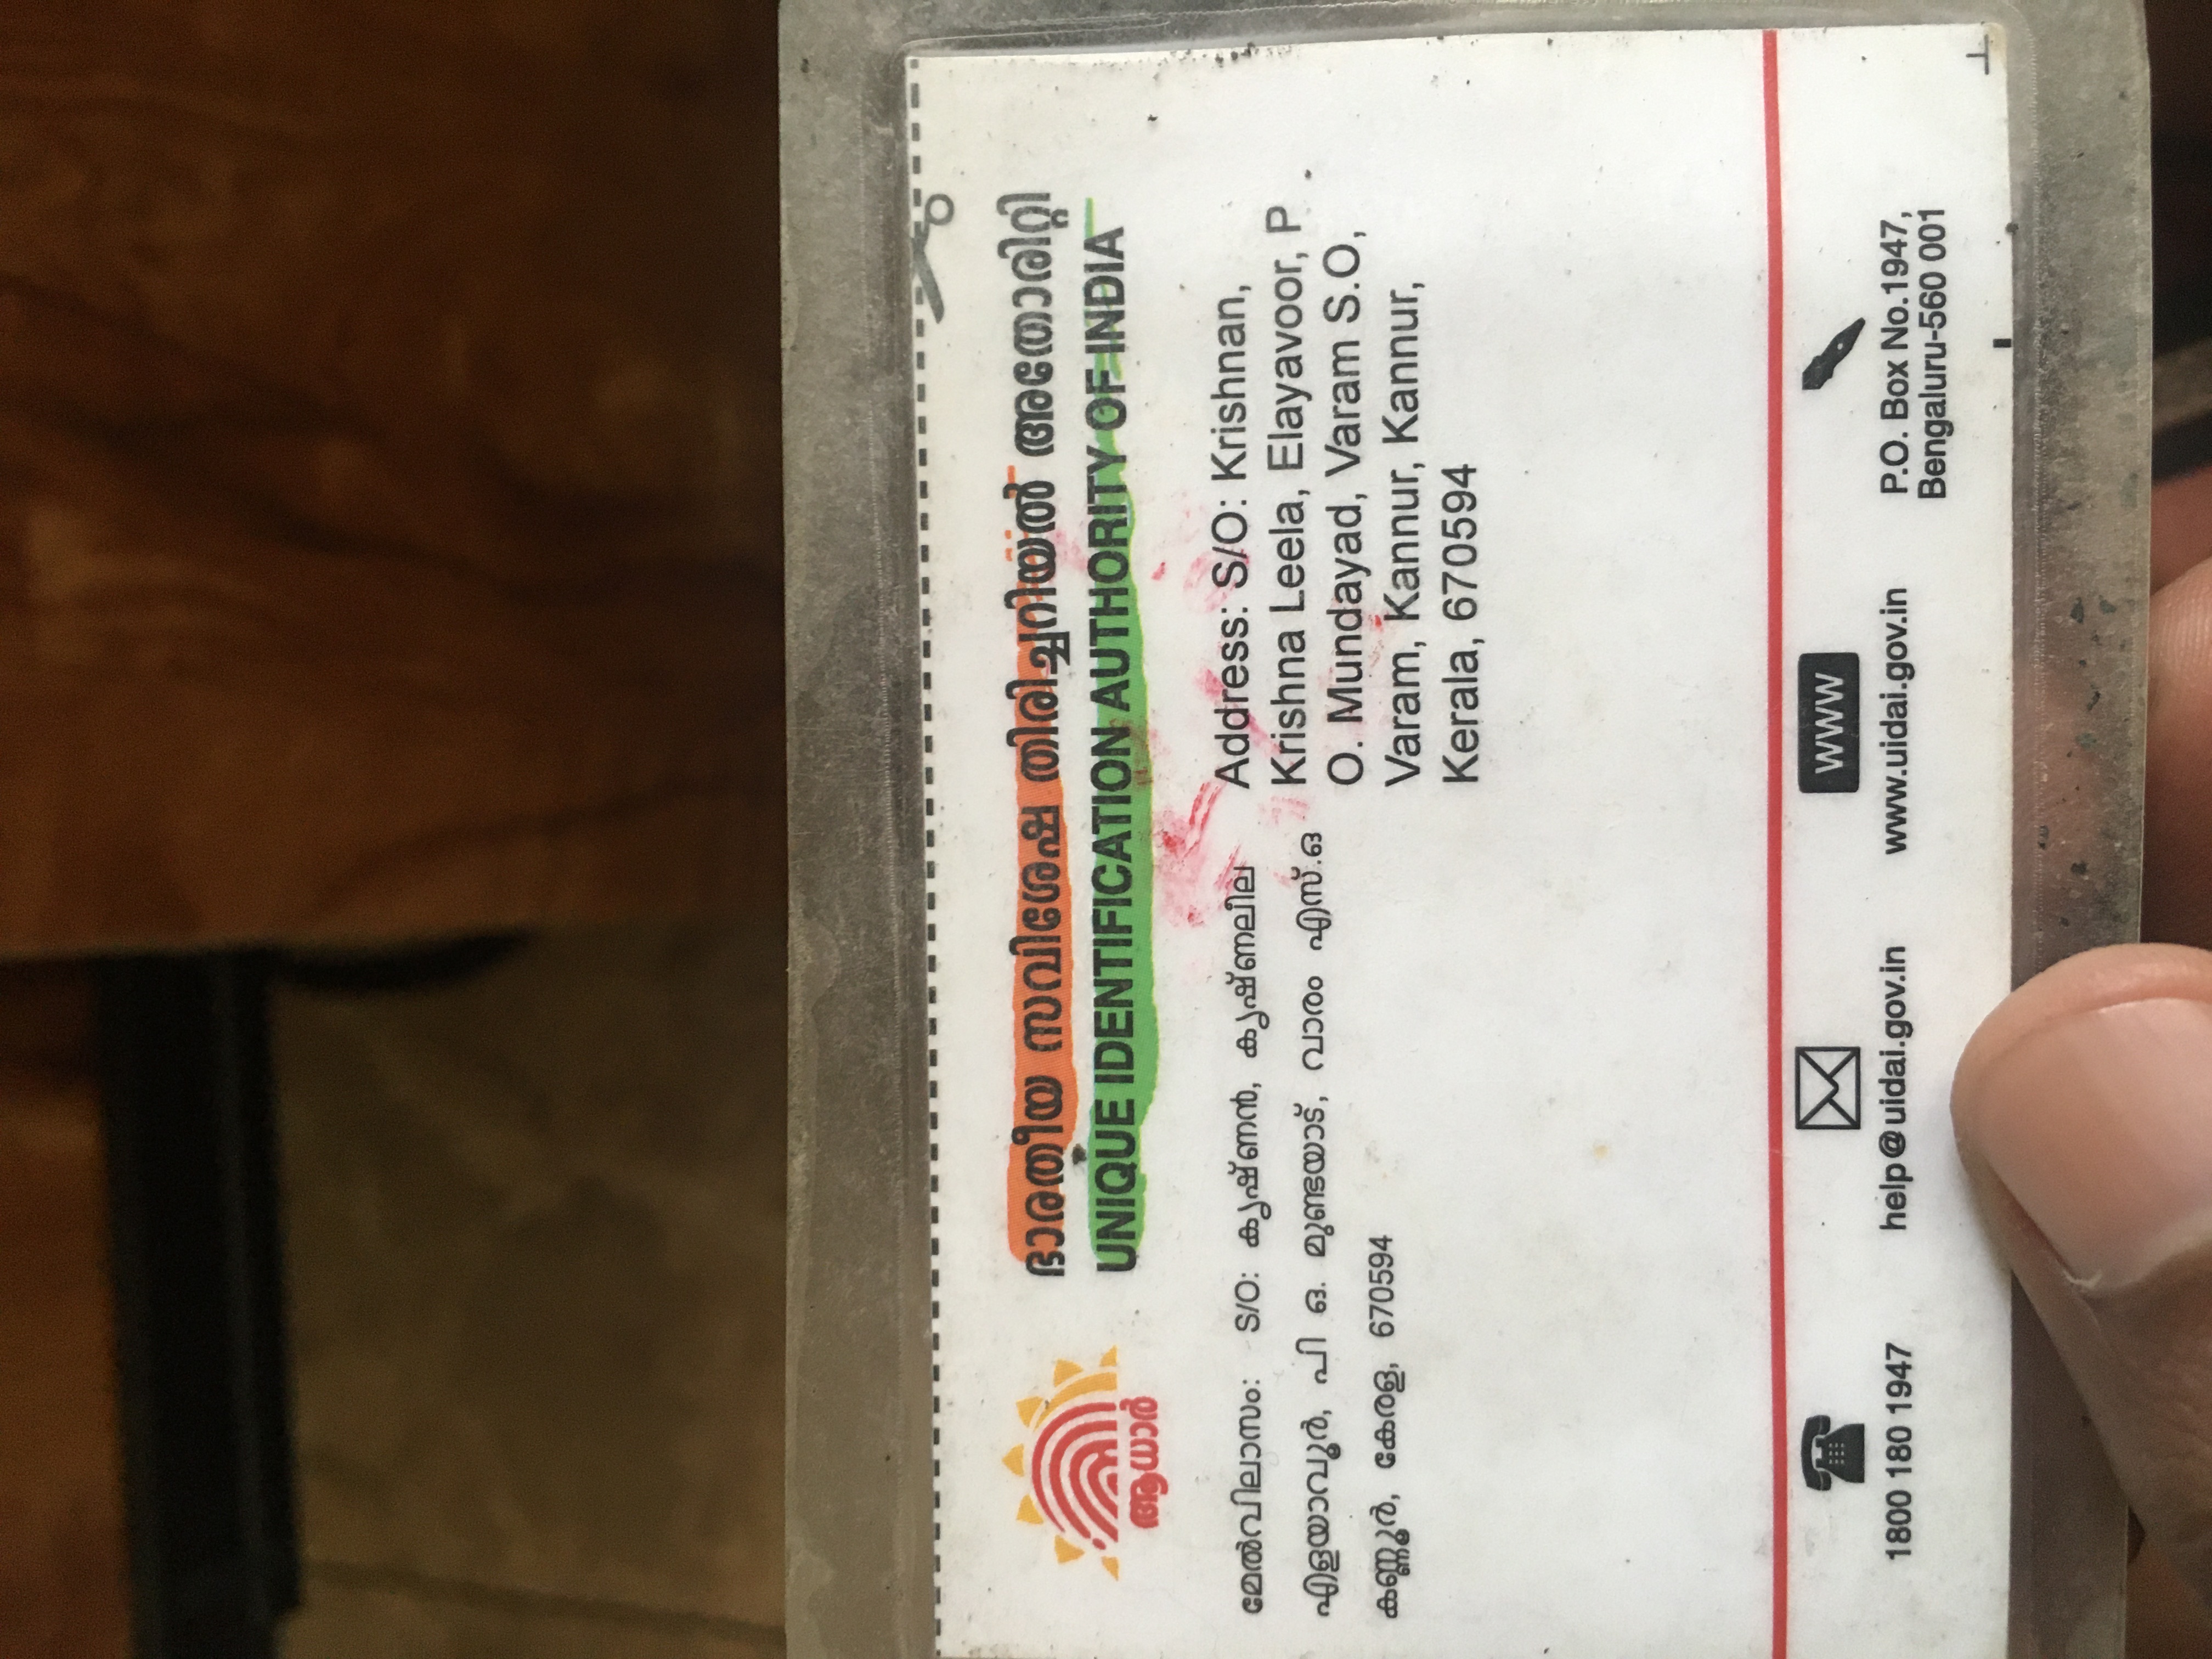 ഭാരതീയ സവിശേഷ തിരിച്ചറിയൽ അതോരിറ്റി
UNIQUE IDENTIFICATION AUTHORITY OF INDIA
ആധാർ
മേൽവിലാസം: S/O: കൃഷ്ണൻ, കൃഷ്ണലീല
എളയാവൂർ, പി ഒ. മുണ്ടയാട്, വാരം എസ്.ഒ
കണ്ണൂർ, കേരള, 670594
Address: S/O: Krishnan,
Krishna Leela, Elayavoor, P
O. Mundayad, Varam S.O,
Varam, Kannur, Kannur,
Kerala, 670594
1800 180 1947
help@uidai.gov.in
WWW
www.uidai.gov.in
P.O. Box No.1947,
Bengaluru-560 001